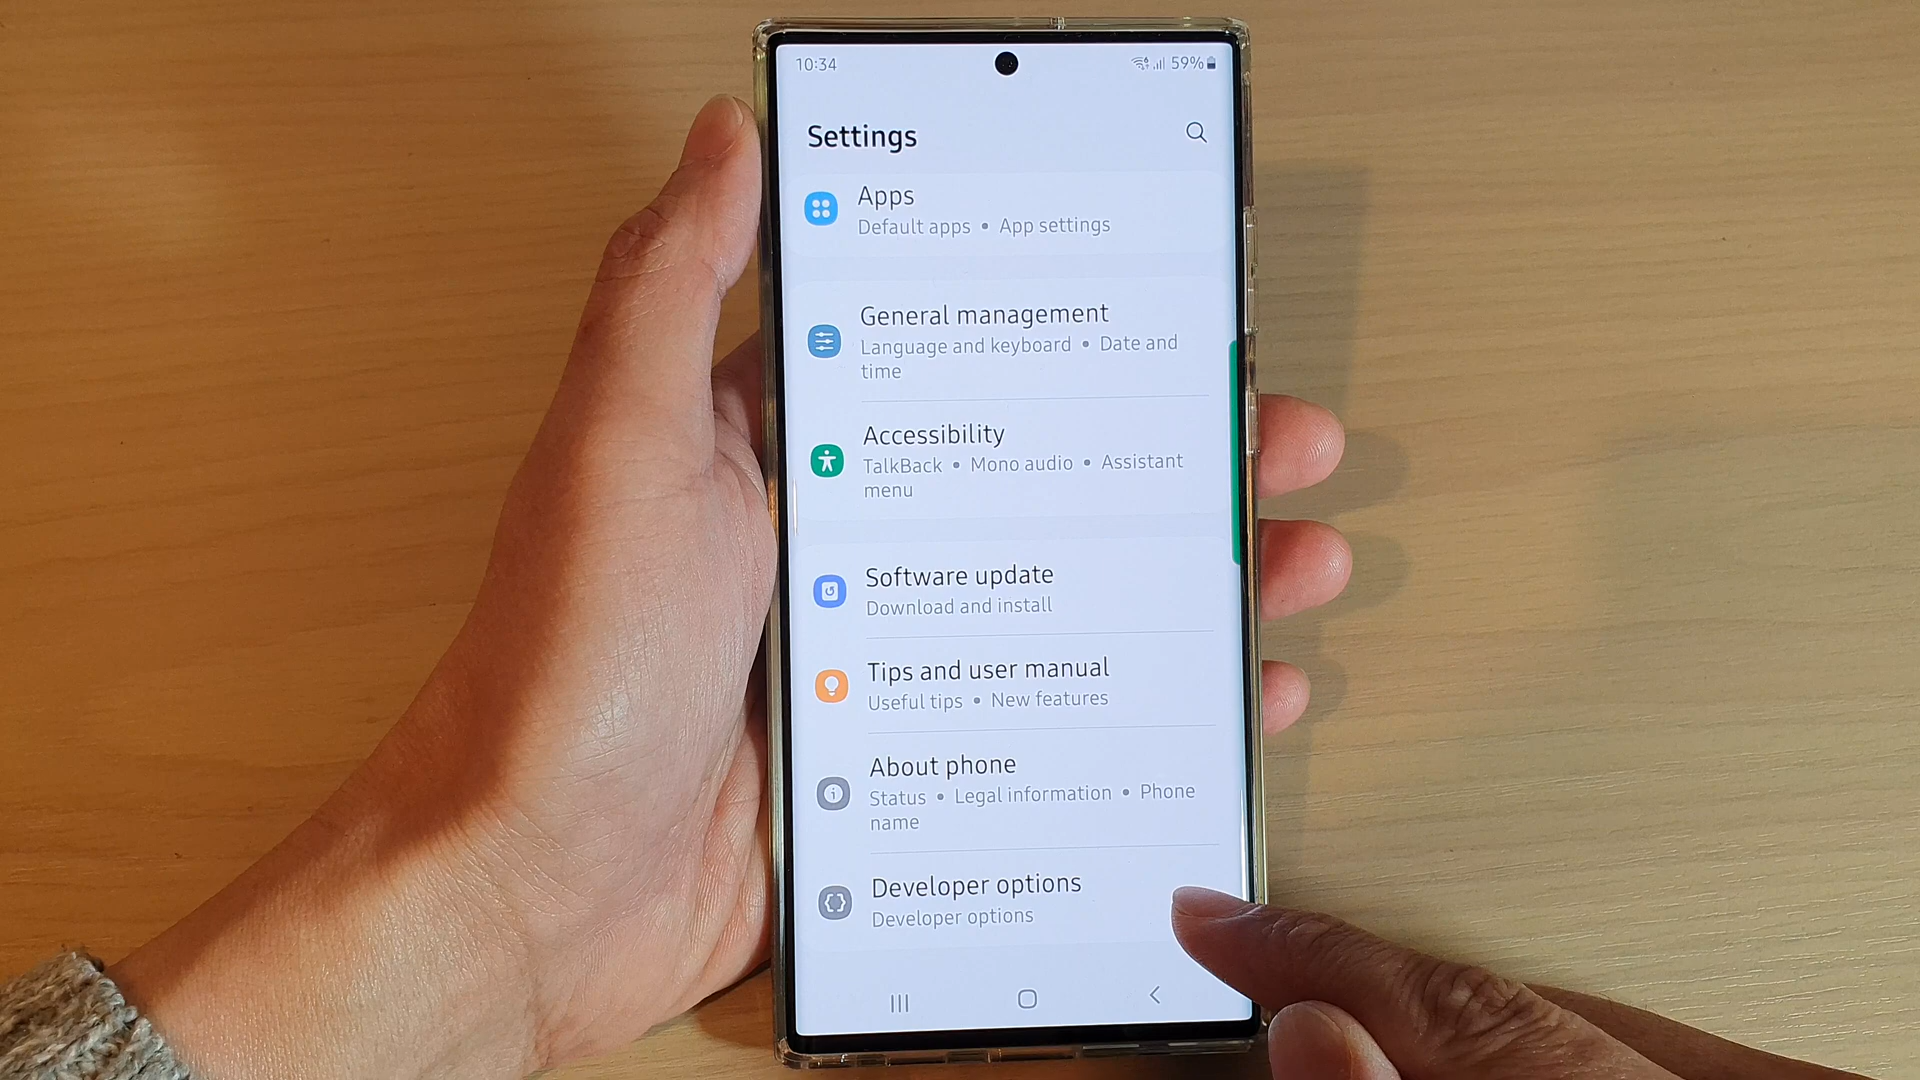 10:34
59%
Settings
Apps
Default apps • App settings
General management
Language and keyboard • Date and
time
Accessibility
TalkBack • Mono audio • Assistant
menu
Software update
Download and install
Tips and user manual
Useful tips • New features
About phone
Status • Legal information • Phone
name
Developer options
Developer options